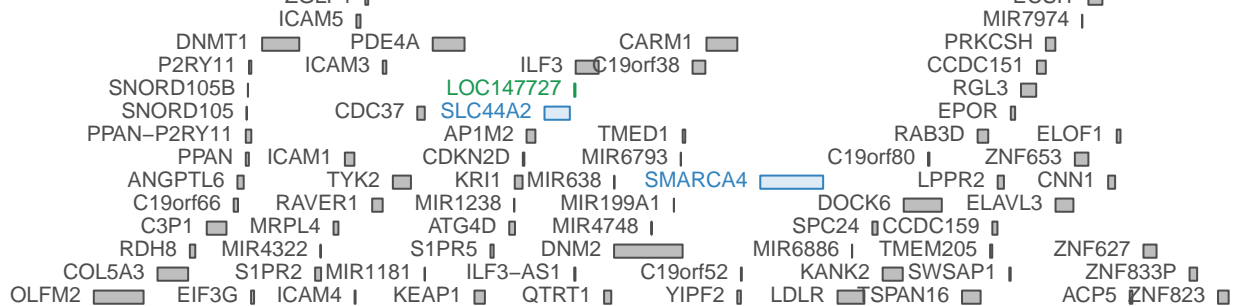 ICAM5 MIR7974
DNMT1 PDE4A CARM1 PRKCSH
P2RY11 ICAM3 ILF3 C19orf38 CCDC151
SNORD105B LOC147727 RGL3
SNORD105 CDC37 SLC44A2 EPOR
PPAN−P2RY11 AP1M2 TMED1 RAB3D ELOF1
PPAN ICAM1 CDKN2D MIR6793 C19orf80 ZNF653
ANGPTL6 TYK2 KRI1 MIR638 SMARCA4 LPPR2 CNN1
C19orf66 RAVER1 MIR1238 MIR199A1 DOCK6 ELAVL3
C3P1 MRPL4 ATG4D MIR4748 SPC24 CCDC159
RDH8 MIR4322 S1PR5 DNM2 MIR6886 TMEM205 ZNF627
COL5A3 S1PR2 MIR1181 ILF3−AS1 C19orf52 KANK2 SWSAP1 ZNF833P
OLFM2 EIF3G ICAM4 KEAP1 QTRT1 YIPF2 LDLR TSPAN16 ACP5 ZNF823